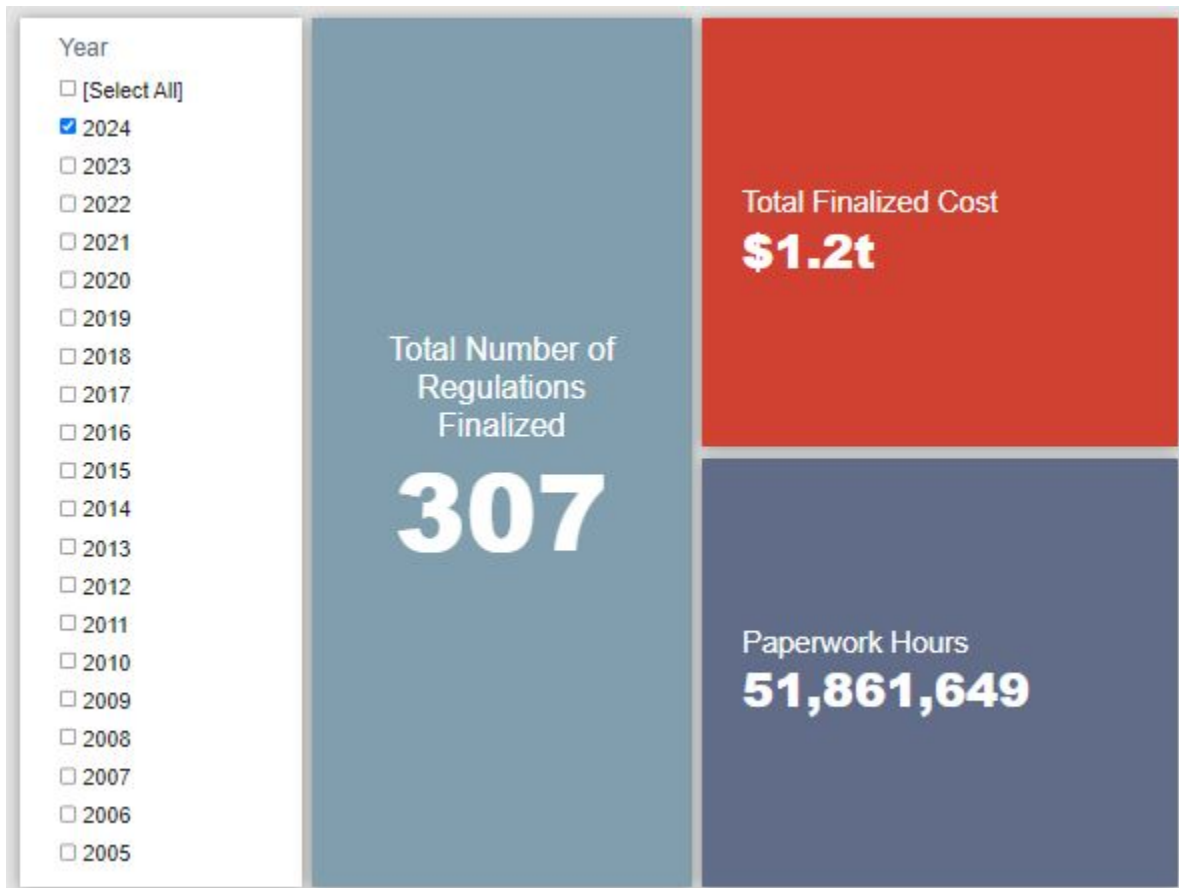 Year
[Select All]
2024
2023
2022
2021
2020
2019
2018
2017
2016
2015
2014
2013
2012
2011
2010
2009
2008
2007
2006
2005
Total Number of
Regulations
Finalized
307
Total Finalized Cost
$1.2t
Paperwork Hours
51,861,649